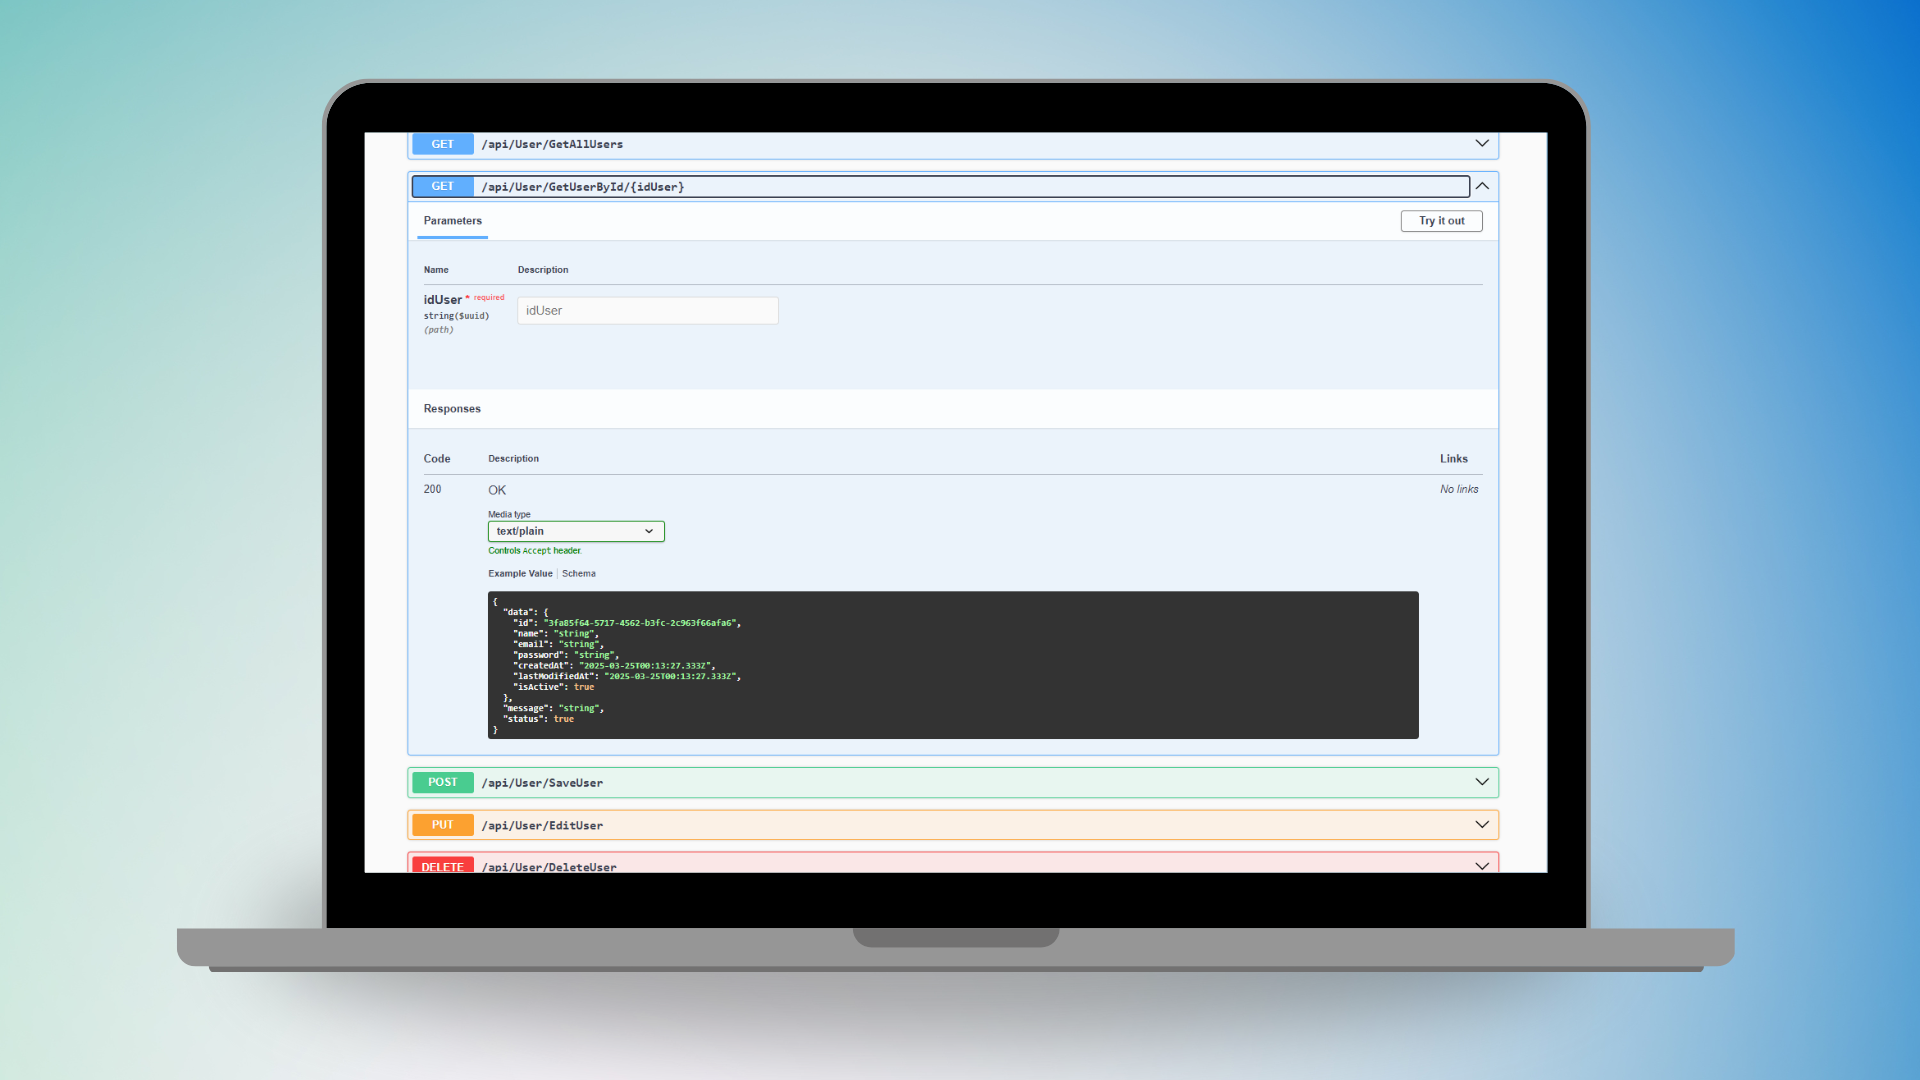 GET /api/User/GetAllUsers
GET /api/User/GetUserById/{idUser}
Parameters
Try it out
Name Description
idUser * required
string($uuid)
(path)
idUser
Responses
Code Description Links
200 OK No links
Media type
text/plain
Controls Accept header.
Example Value Schema
{
  "data": {
    "id": "3fa85f64-5717-4562-b3fc-2c963f66afa6",
    "name": "string",
    "email": "string",
    "password": "string",
    "createdAt": "2025-03-25T00:13:27.333Z",
    "lastModifiedAt": "2025-03-25T00:13:27.333Z",
    "isActive": true
  },
  "message": "string",
  "status": true
}
POST /api/User/SaveUser
PUT /api/User/EditUser
DELETE /api/User/DeleteUser